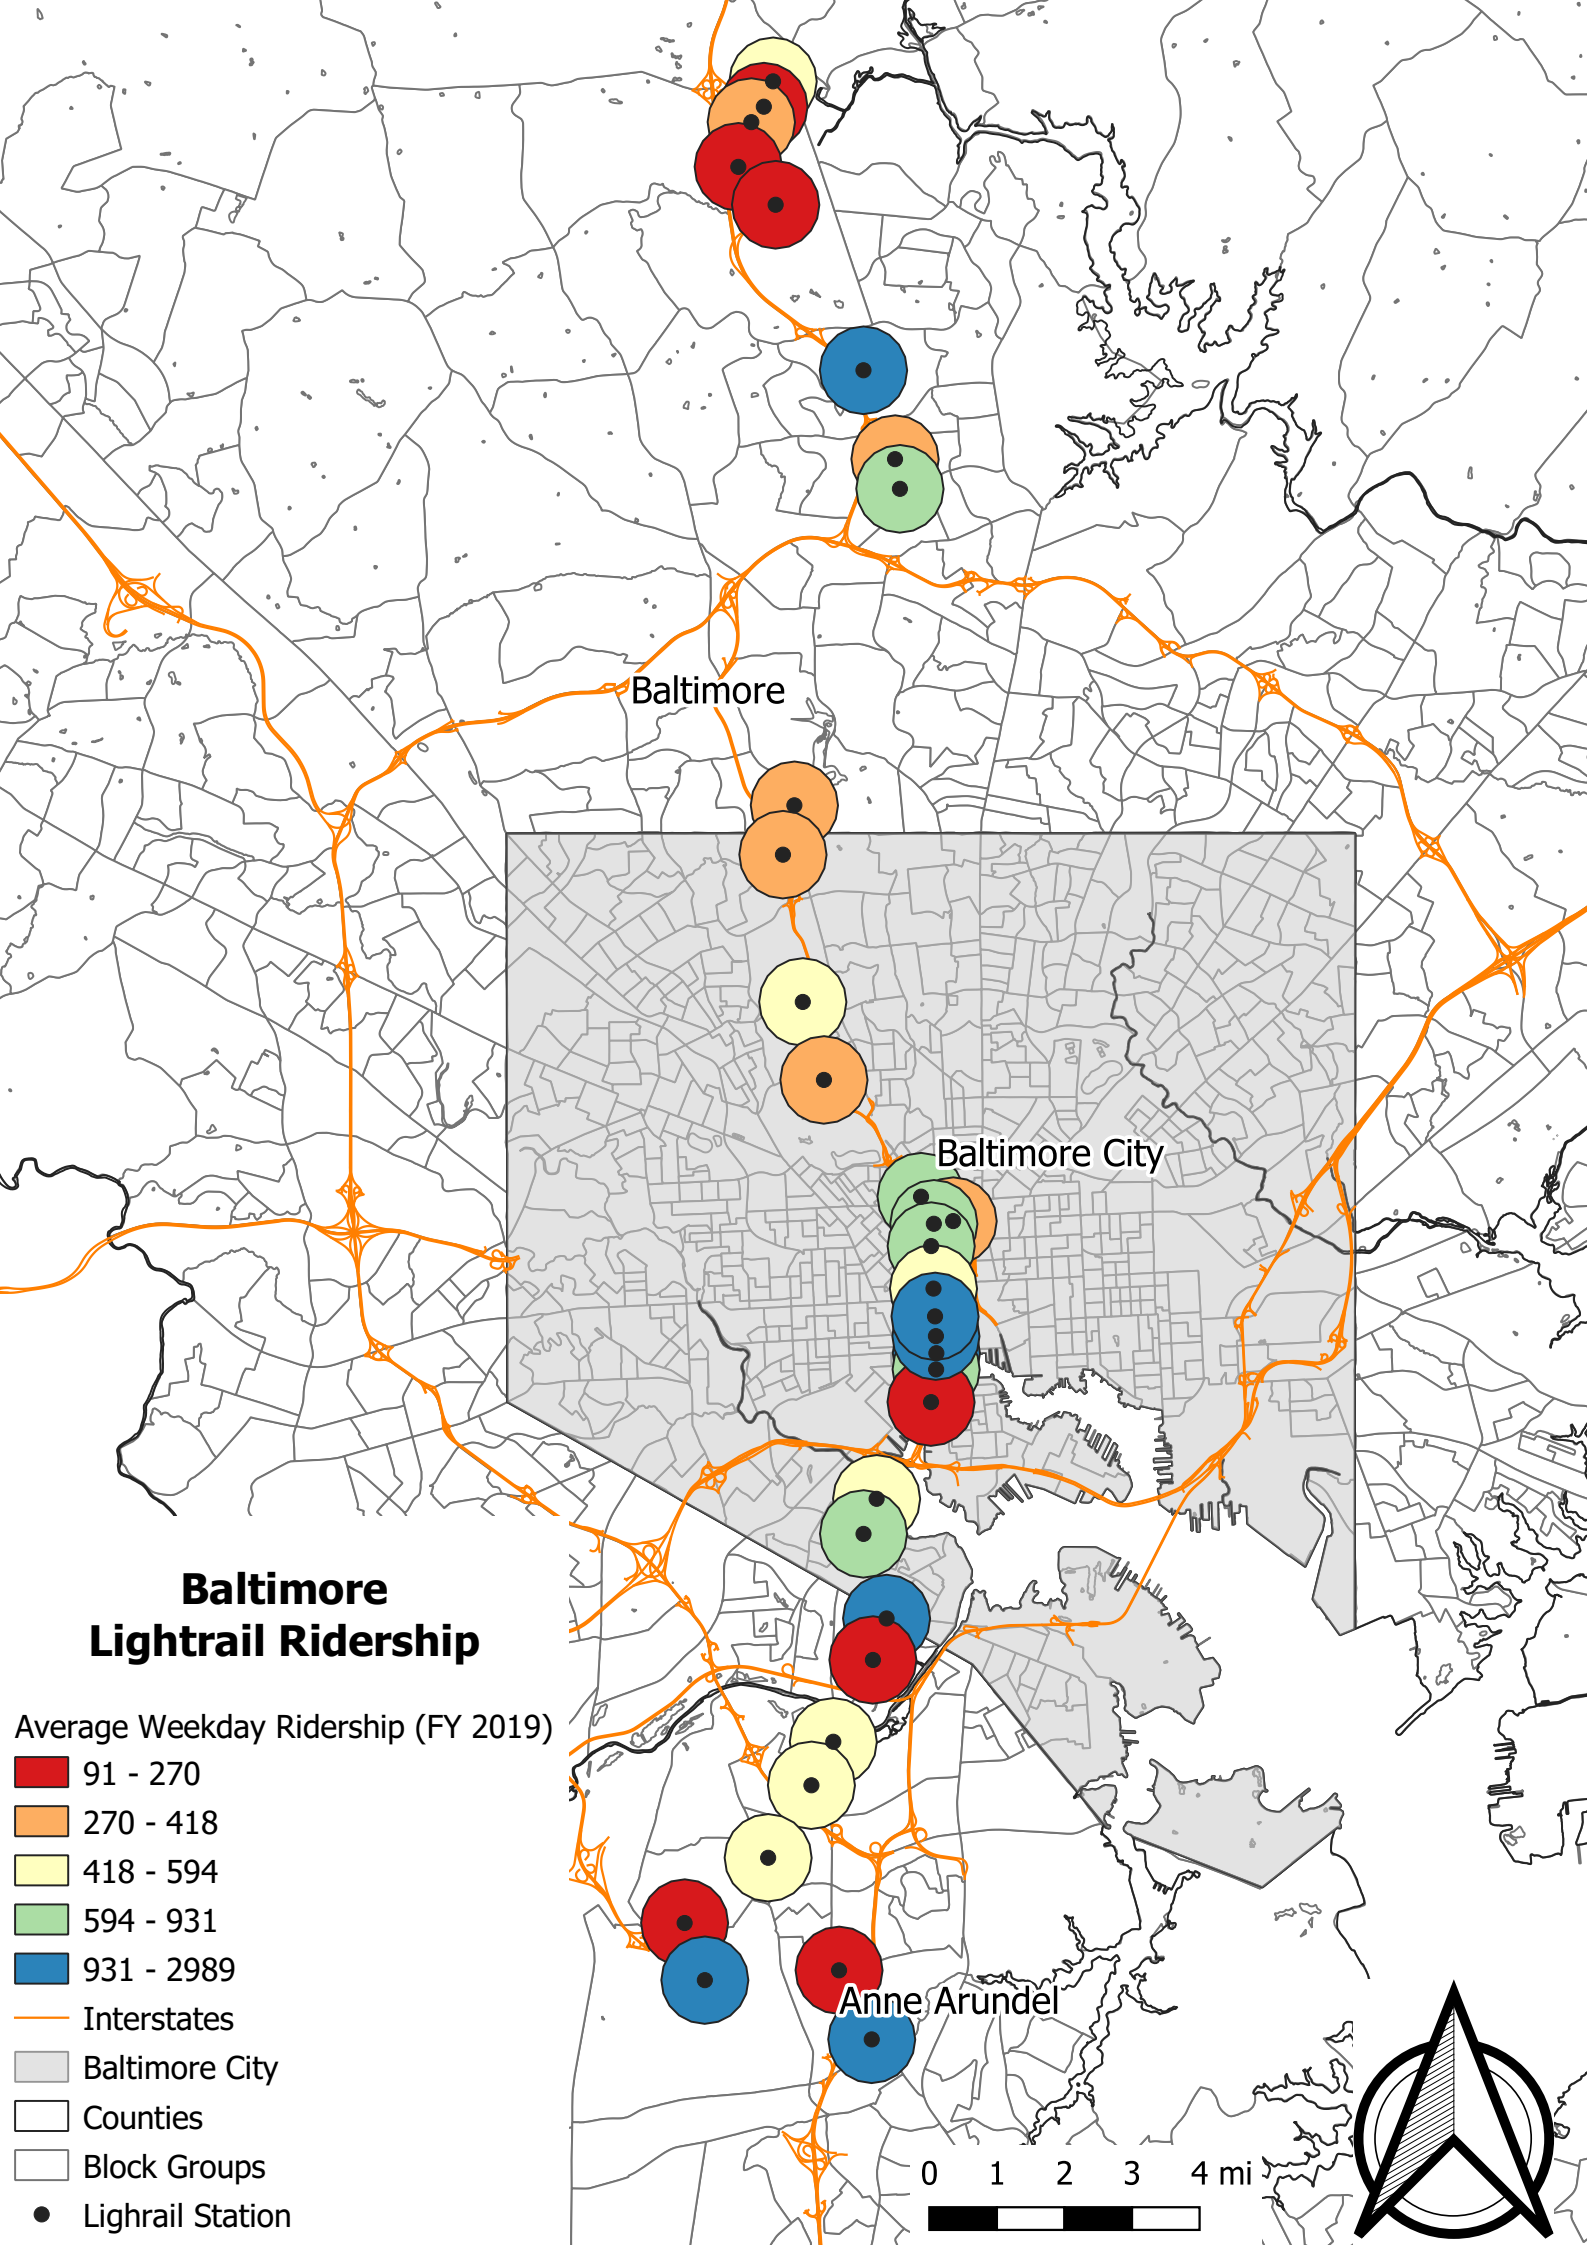 Baltimore
Baltimore City
Anne Arundel
Baltimore
Lightrail Ridership
Average Weekday Ridership (FY 2019)
91 - 270
270 - 418
418 - 594
594 - 931
931 - 2989
Interstates
Baltimore City
Counties
Block Groups
Lighrail Station
0 1 2 3 4 mi